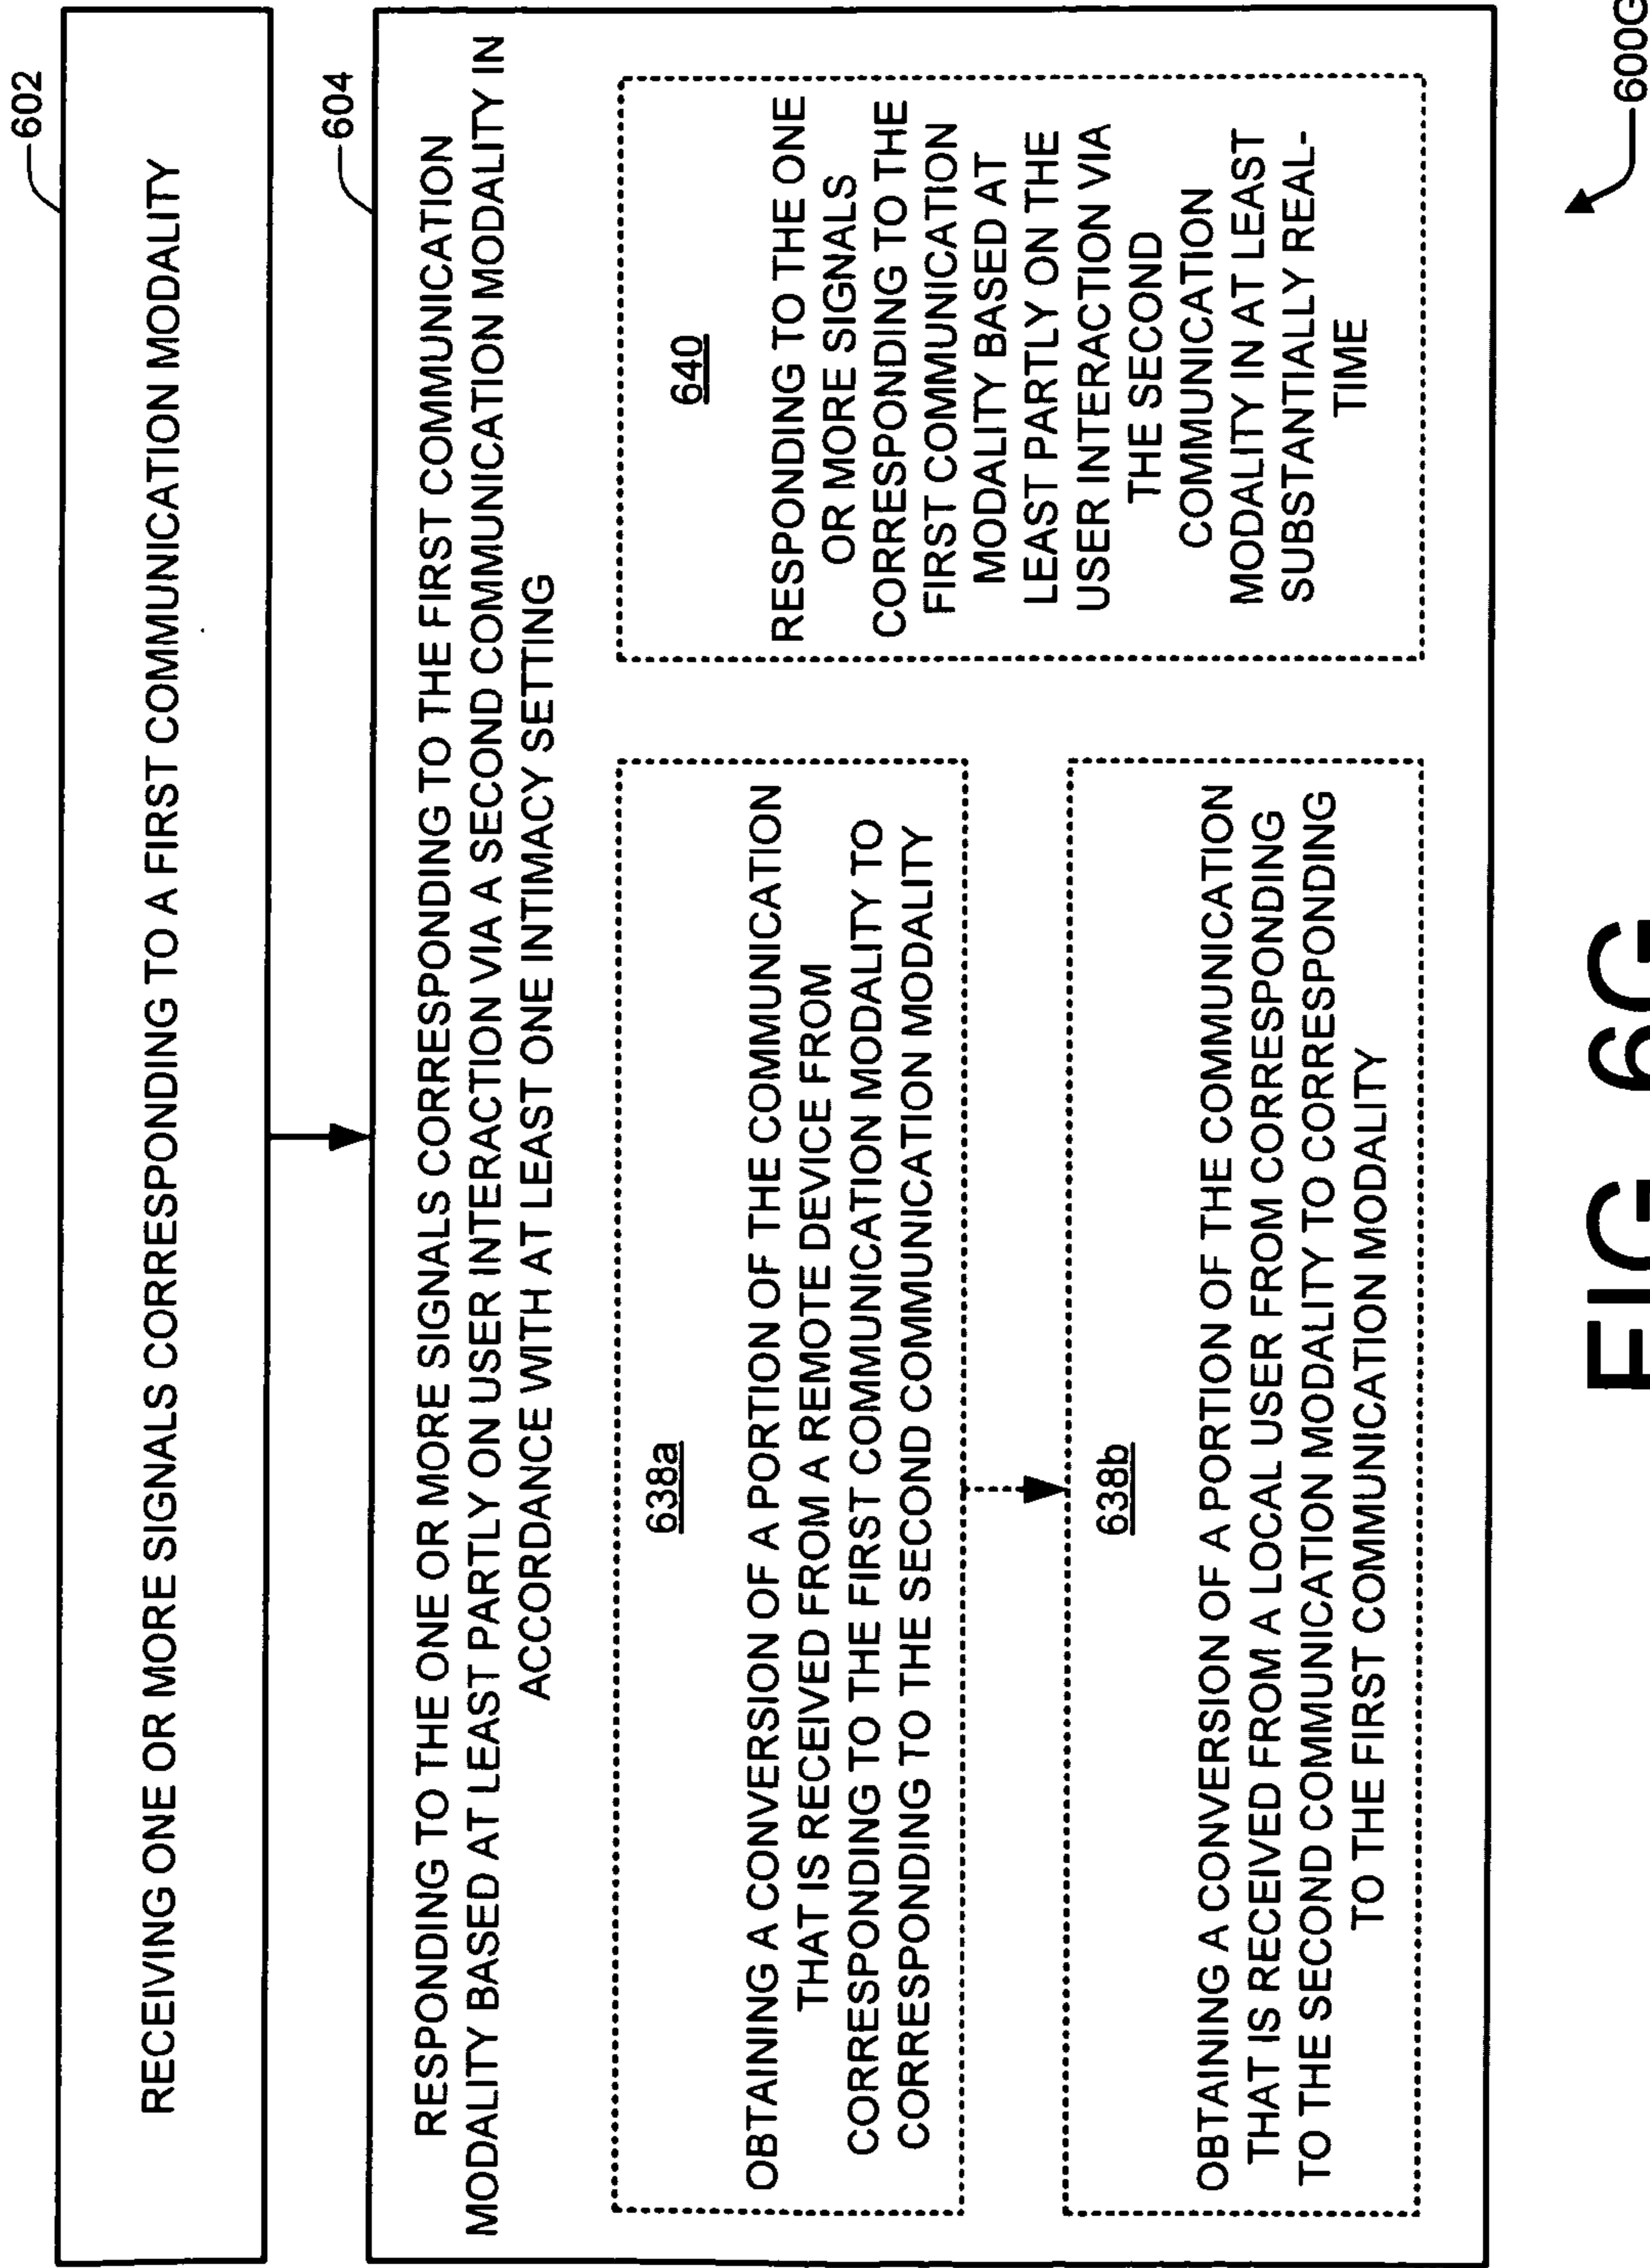 602
RECEIVING ONE OR MORE SIGNALS CORRESPONDING TO A FIRST COMMUNICATION MODALITY
604
RESPONDING TO THE ONE OR MORE SIGNALS CORRESPONDING TO THE FIRST COMMUNICATION
MODALITY BASED AT LEAST PARTLY ON USER INTERACTION VIA A SECOND COMMUNICATION MODALITY IN
ACCORDANCE WITH AT LEAST ONE INTIMACY SETTING
638a
OBTAINING A CONVERSION OF A PORTION OF THE COMMUNICATION
THAT IS RECEIVED FROM A REMOTE DEVICE FROM
CORRESPONDING TO THE FIRST COMMUNICATION MODALITY TO
CORRESPONDING TO THE SECOND COMMUNICATION MODALITY
638b
OBTAINING A CONVERSION OF A PORTION OF THE COMMUNICATION
THAT IS RECEIVED FROM A LOCAL USER FROM CORRESPONDING
TO THE SECOND COMMUNICATION MODALITY TO CORRESPONDING
TO THE FIRST COMMUNICATION MODALITY
640
RESPONDING TO THE ONE
OR MORE SIGNALS
CORRESPONDING TO THE
FIRST COMMUNICATION
MODALITY BASED AT
LEAST PARTLY ON THE
USER INTERACTION VIA
THE SECOND
COMMUNICATION
MODALITY IN AT LEAST
SUBSTANTIALLY REAL-
TIME
600G
FIG 6G